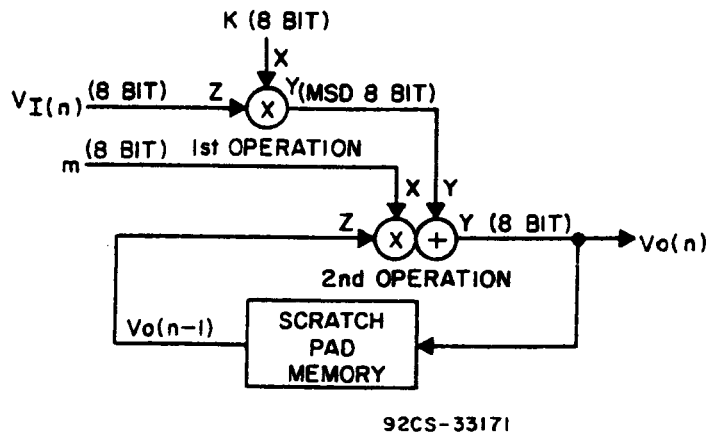 K (8 BIT)
X
VI(n) (8 BIT) Z X Y (MSD 8 BIT)
1st OPERATION
m (8 BIT)
X Y
Z X + Y (8 BIT) Vo(n)
2nd OPERATION
Vo(n-1)
SCRATCH
PAD
MEMORY
92CS-33171